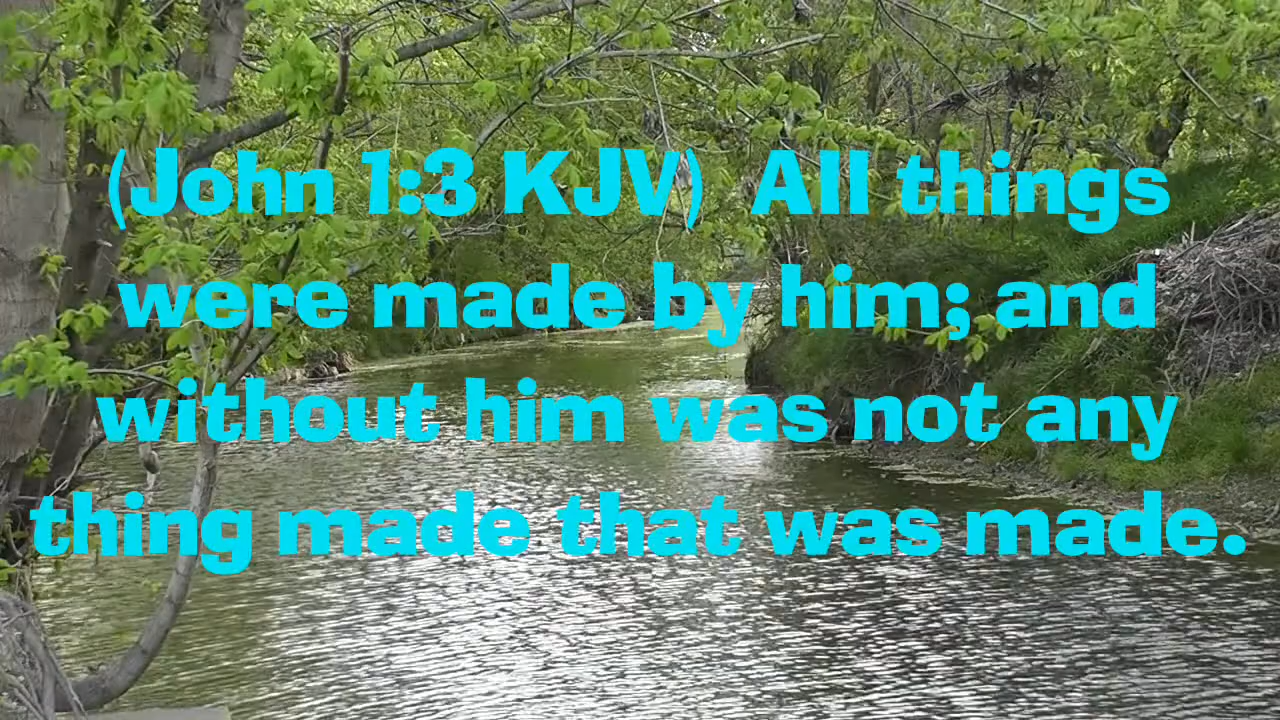 (John 1:3 KJV)  All things
were made by him; and
without him was not any
thing made that was made.